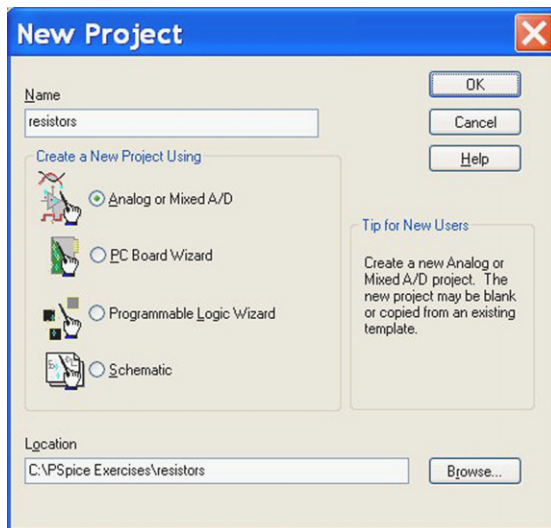 New Project
Name
resistors
OK
Cancel
Help
Create a New Project Using
Analog or Mixed A/D
PC Board Wizard
Programmable Logic Wizard
Schematic
Tip for New Users
Create a new Analog or
Mixed A/D project. The
new project may be blank
or copied from an existing
template.
Location
C:\PSpice Exercises\resistors
Browse...